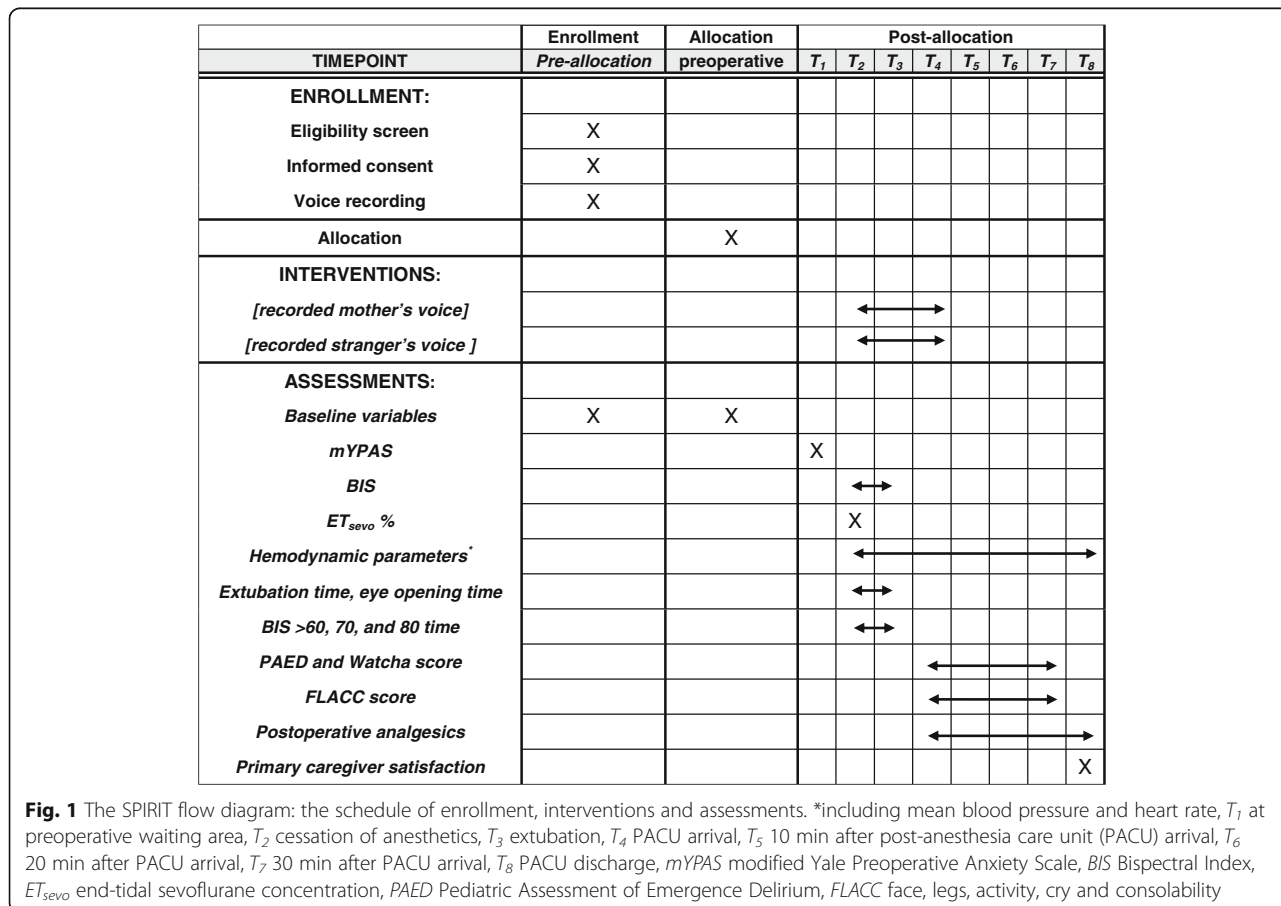 Enrollment Allocation Post-allocation
TIMEPOINT Pre-allocation preoperative T1 T2 T3 T4 T5 T6 T7 T8
ENROLLMENT:
Eligibility screen X
Informed consent X
Voice recording X
Allocation X
INTERVENTIONS:
[recorded mother's voice]
[recorded stranger's voice ]
ASSESSMENTS:
Baseline variables X X
mYPAS X
BIS
ETsevo % X
Hemodynamic parameters*
Extubation time, eye opening time
BIS >60, 70, and 80 time
PAED and Watcha score
FLACC score
Postoperative analgesics
Primary caregiver satisfaction X
Fig. 1 The SPIRIT flow diagram: the schedule of enrollment, interventions and assessments. *including mean blood pressure and heart rate, T1 at
preoperative waiting area, T2 cessation of anesthetics, T3 extubation, T4 PACU arrival, T5 10 min after post-anesthesia care unit (PACU) arrival, T6
20 min after PACU arrival, T7 30 min after PACU arrival, T8 PACU discharge, mYPAS modified Yale Preoperative Anxiety Scale, BIS Bispectral Index,
ETsevo end-tidal sevoflurane concentration, PAED Pediatric Assessment of Emergence Delirium, FLACC face, legs, activity, cry and consolability